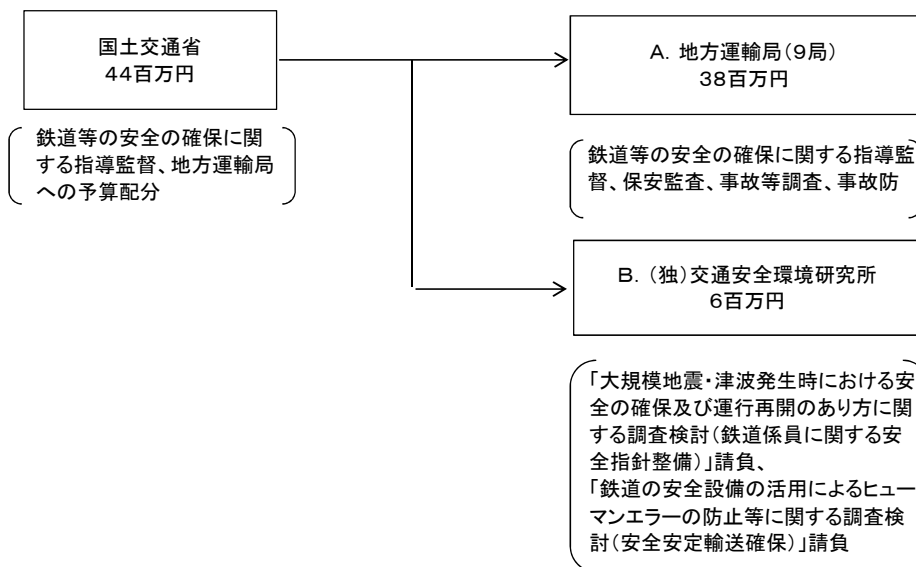 国土交通省
44百万円
鉄道等の安全の確保に関
する指導監督、地方運輸局
への予算配分
A．地方運輸局（９局）
38百万円
鉄道等の安全の確保に関する指導監
督、保安監査、事故等調査、事故防
B．（独）交通安全環境研究所
6百万円
「大規模地震・津波発生時における安
全の確保及び運行再開のあり方に関
する調査検討（鉄道係員に関する安
全指針整備）」請負、
「鉄道の安全設備の活用によるヒュー
マンエラーの防止等に関する調査検
討（安全安定輸送確保）」請負